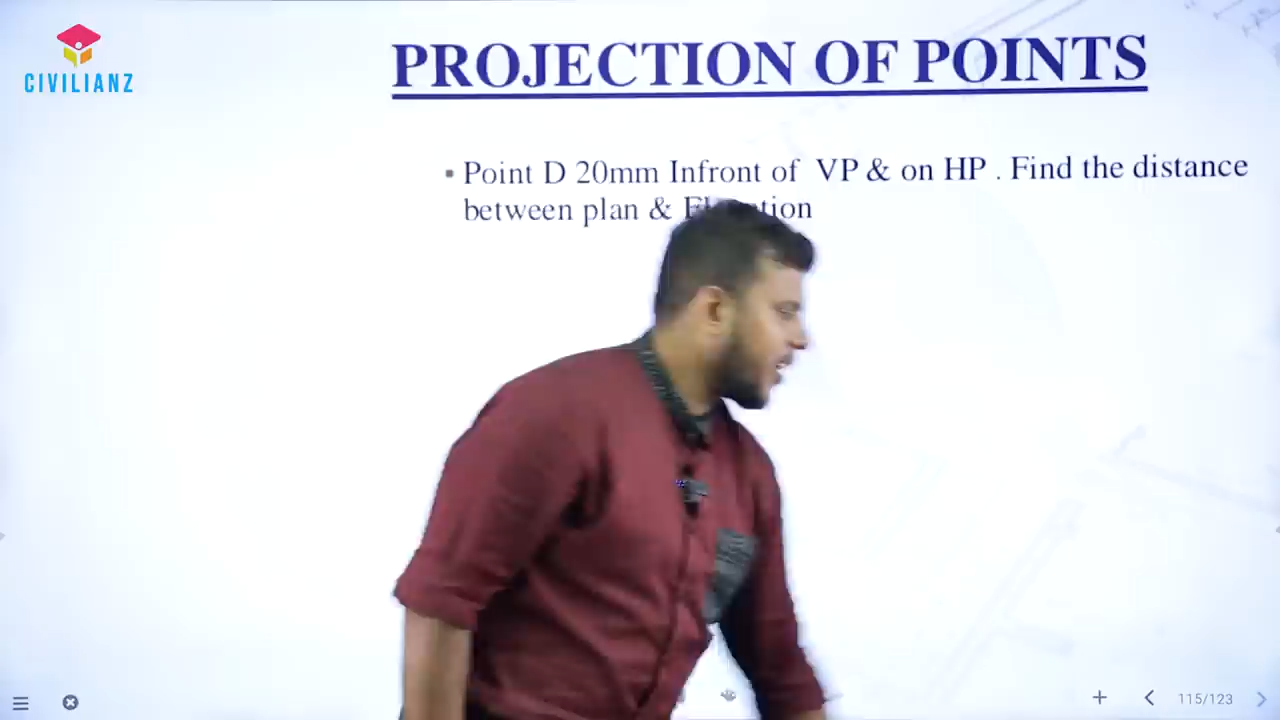 CIVILIANZ
PROJECTION OF POINTS
Point D 20mm Infront of VP & on HP . Find the distance
between plan &
115/123